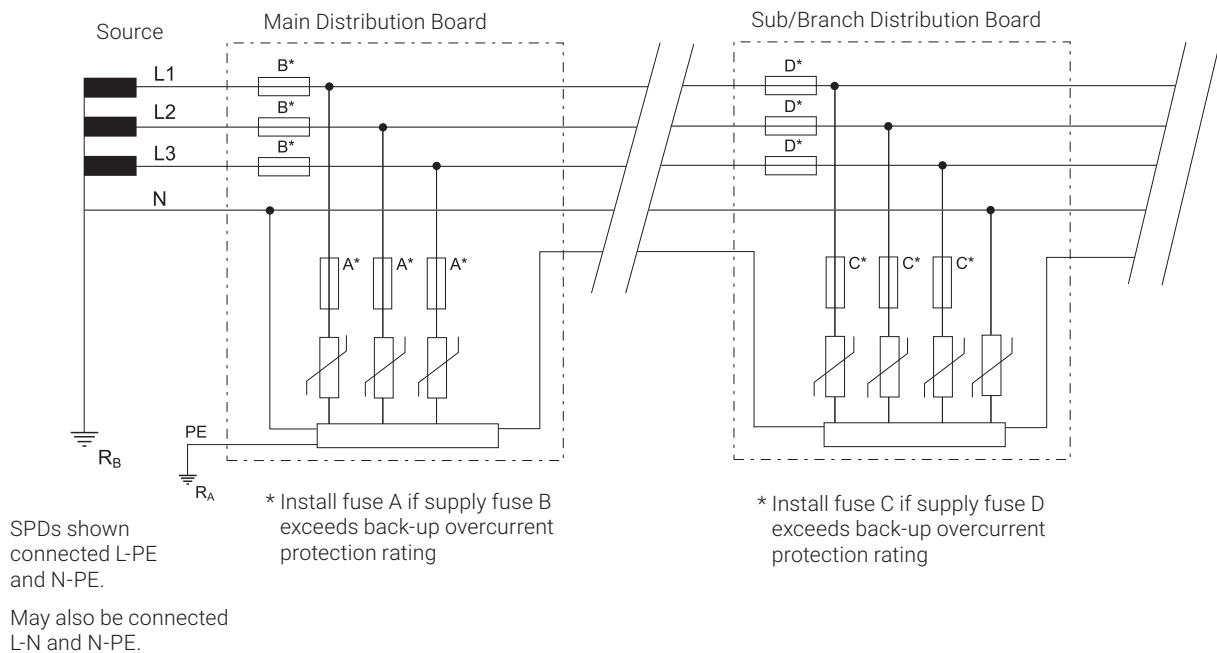 Source
Main Distribution Board
Sub/Branch Distribution Board
L1
B*
D*
L2
B*
D*
L3
B*
D*
N
A*
A*
A*
C*
C*
C*
PE
RB
RA
* Install fuse A if supply fuse B
exceeds back-up overcurrent
protection rating
* Install fuse C if supply fuse D
exceeds back-up overcurrent
protection rating
SPDs shown
connected L-PE
and N-PE.
May also be connected
L-N and N-PE.